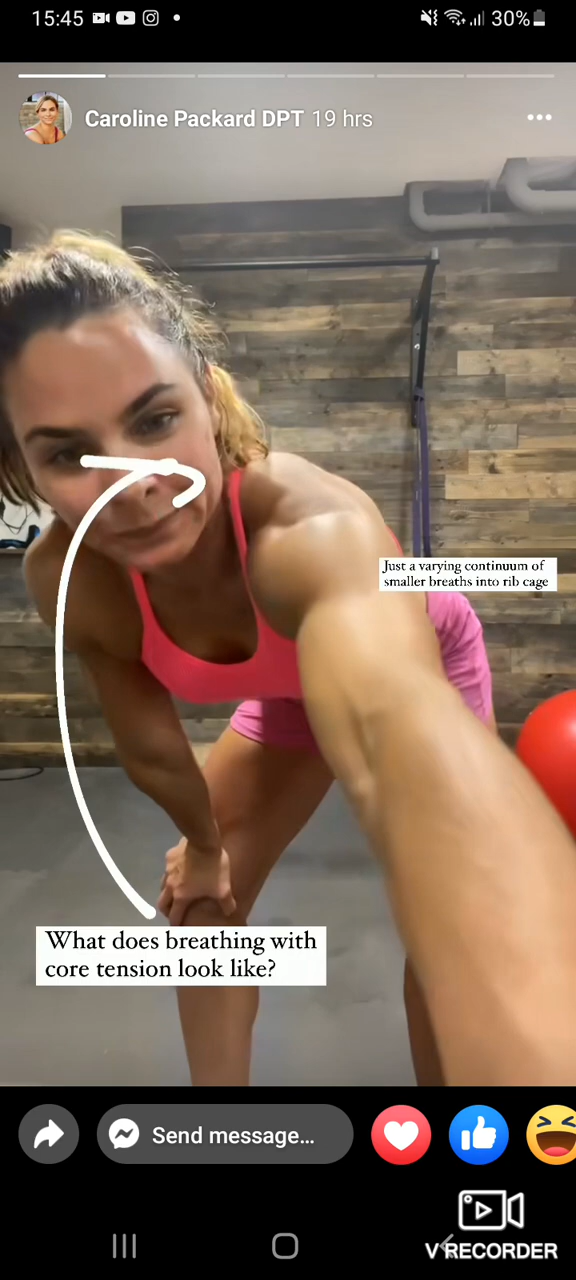 15:45
30%
Caroline Packard DPT 19 hrs
Just a varying continuum of
smaller breaths into rib cage
What does breathing with
core tension look like?
Send message...
V RECORDER